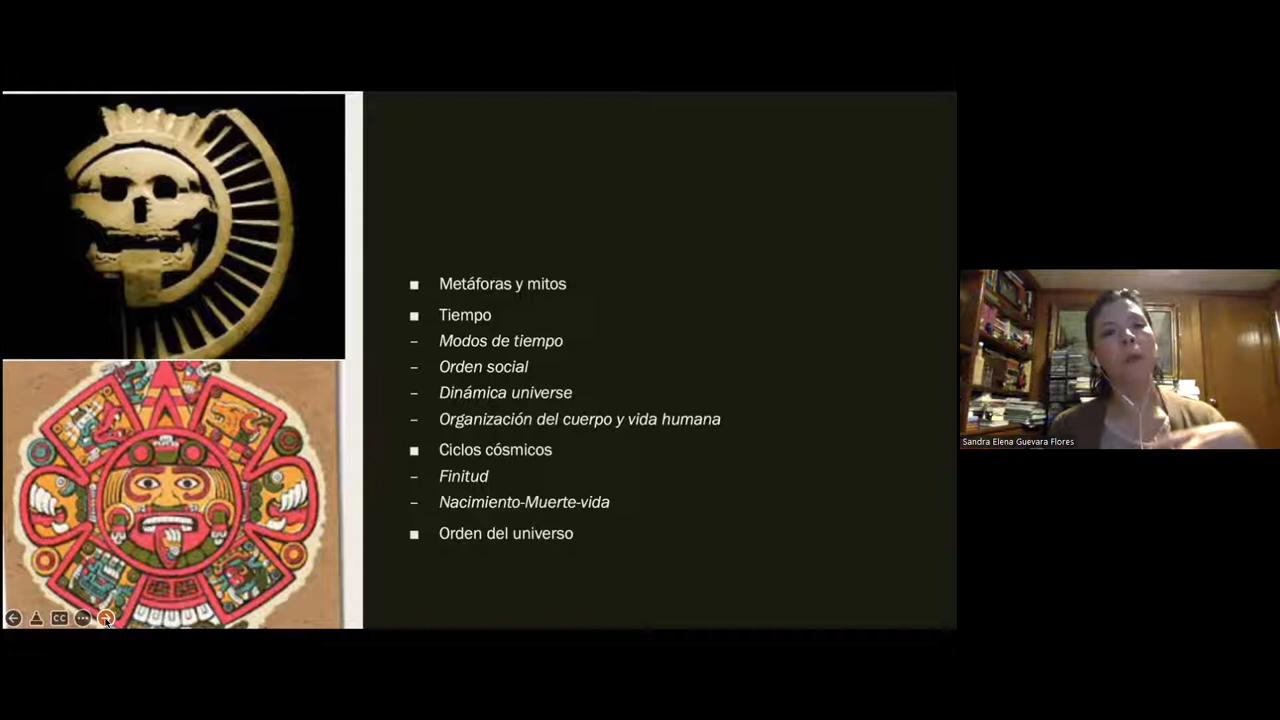 ■ Metáforas y mitos
■ Tiempo
– Modos de tiempo
– Orden social
– Dinámica universe
– Organización del cuerpo y vida humana
■ Ciclos cósmicos
– Finitud
– Nacimiento-Muerte-vida
■ Orden del universo
Sandra Elena Guevara Flores
CC